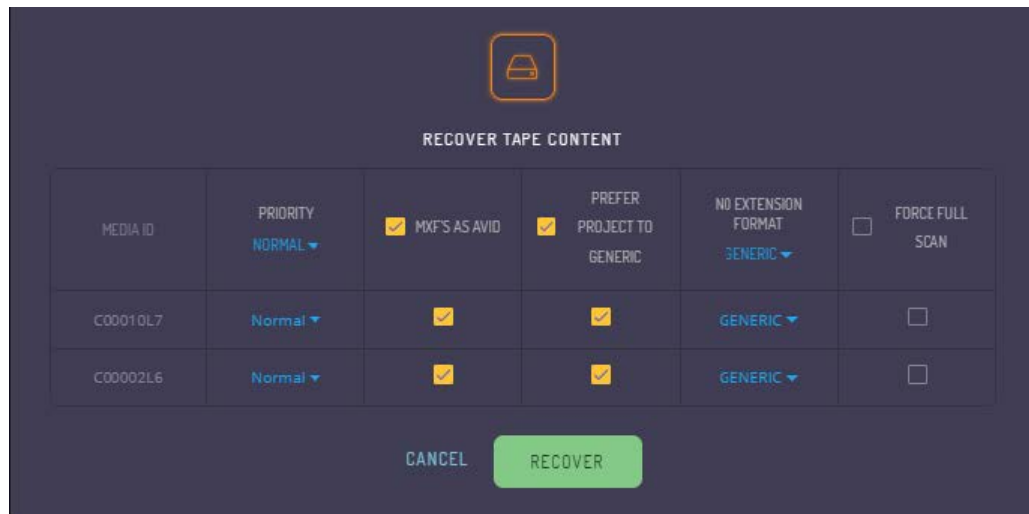 RECOVER TAPE CONTENT
MEDIA ID
PRIORITY
NORMAL
MXF'S AS AVID
PREFER
PROJECT TO
GENERIC
NO EXTENSION
FORMAT
GENERIC
FORCE FULL
SCAN
C00010L7 Normal GENERIC
C00002L6 Normal GENERIC
CANCEL RECOVER